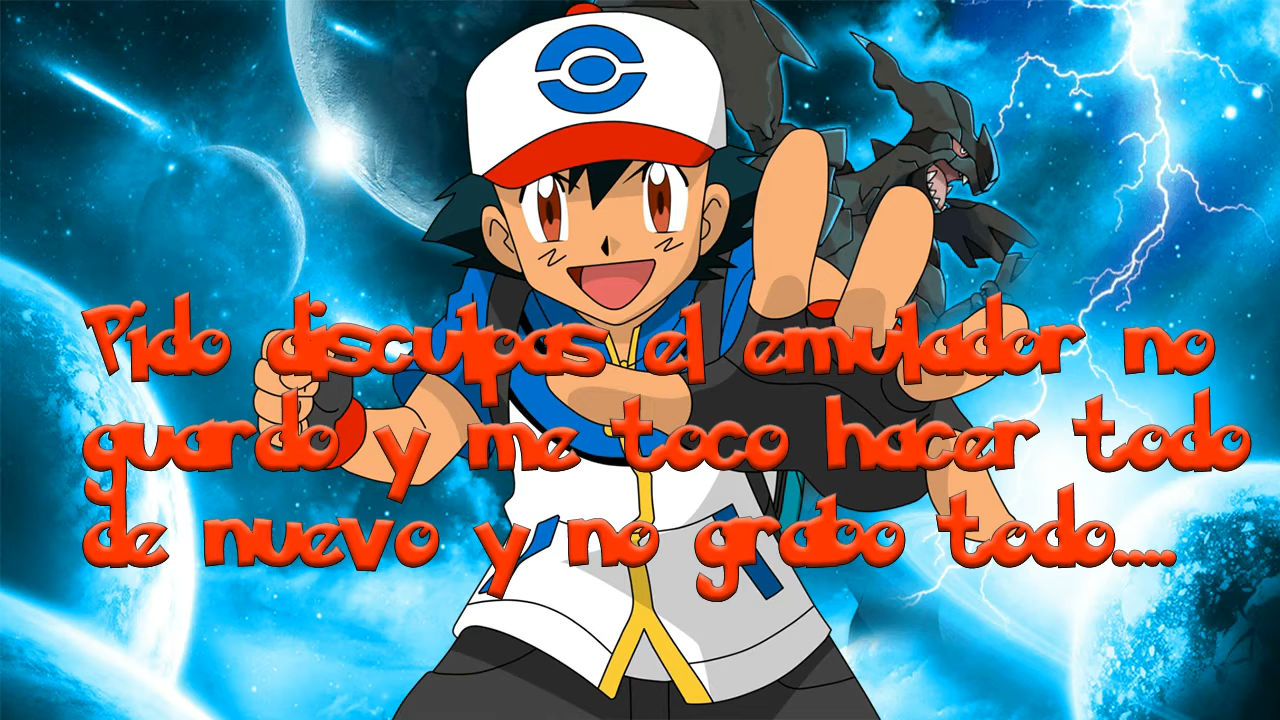 Pido disculpas el emulador no
guardo y me toco hacer todo
de nuevo y no grabo todo....